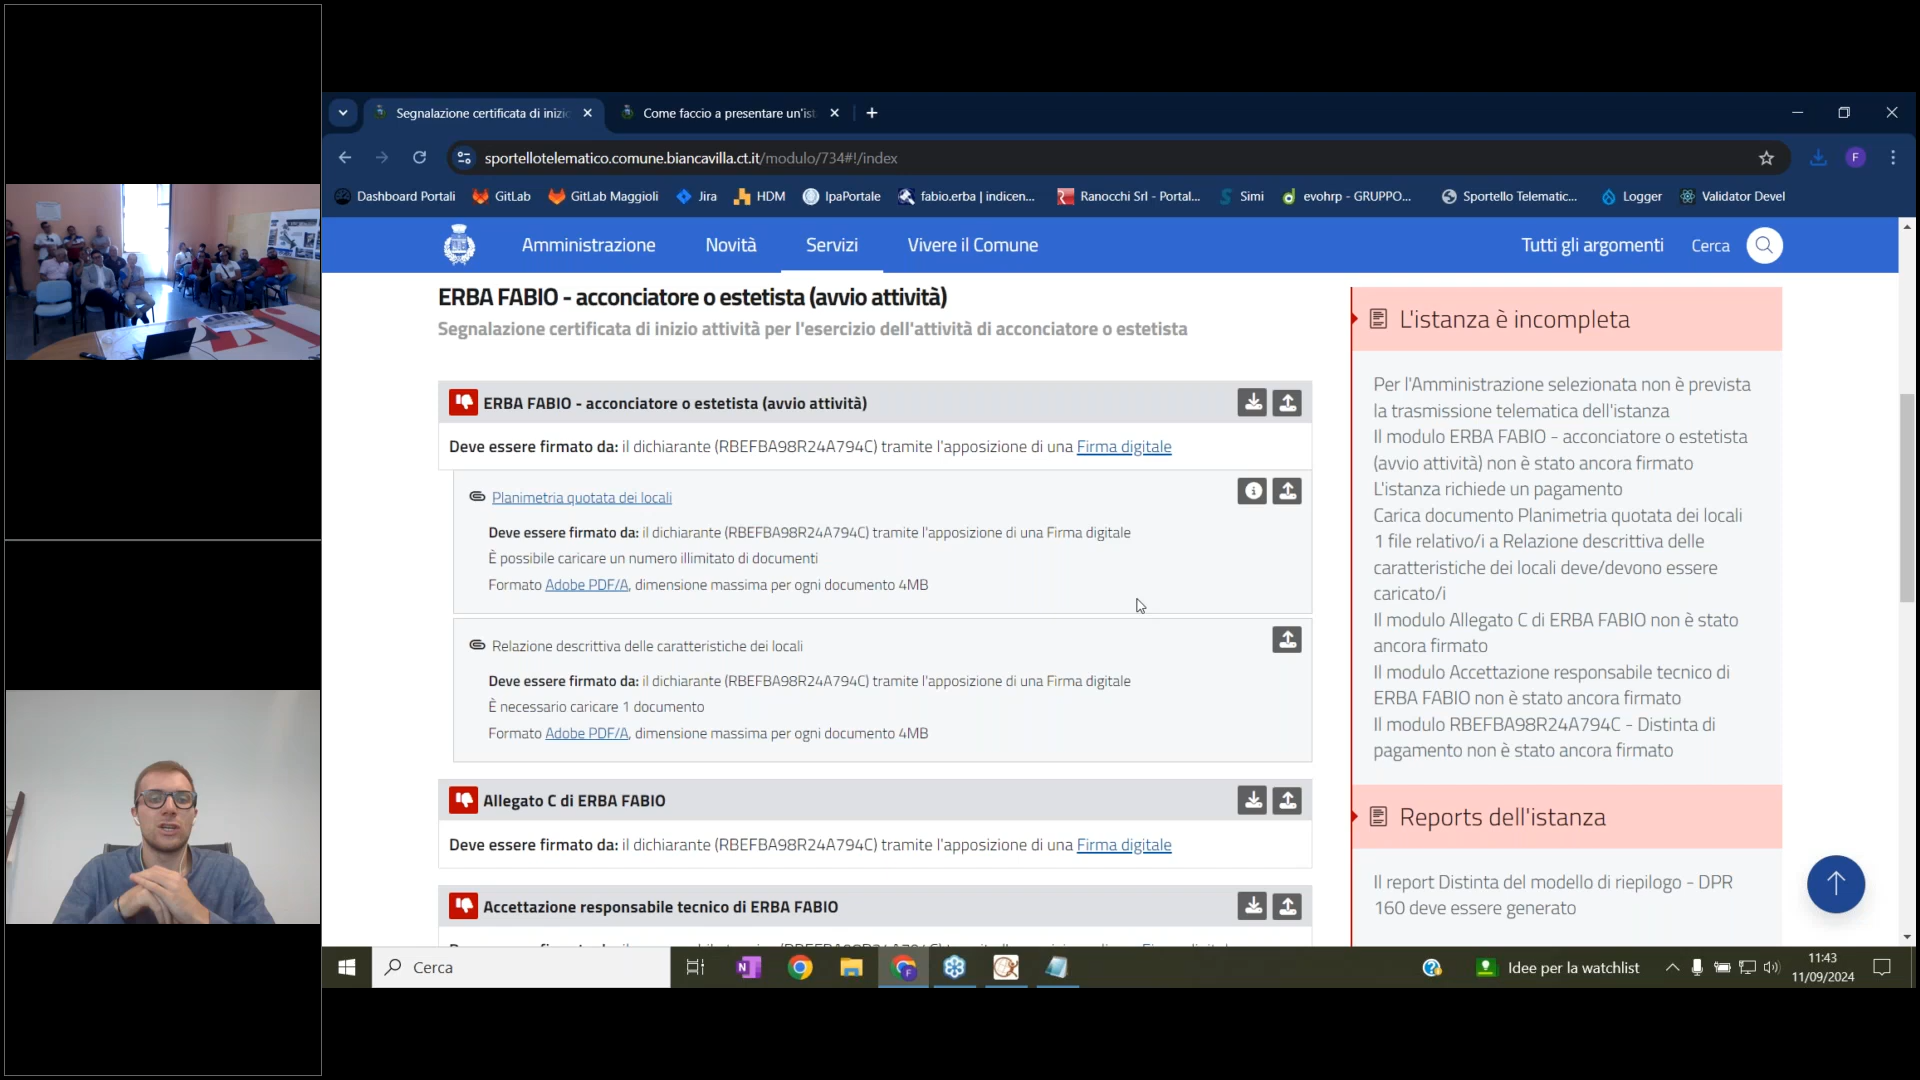 Segnalazione certificata di inizi
Come faccio a presentare un'ist
sportellotelematico.comune.biancavilla.ct.it/modulo/734#!/index
F
Dashboard Portali
GitLab
GitLab Maggioli
Jira
HDM
IpaPortale
fabio.erba | indicen...
Ranocchi Srl - Portal...
Simi
evohrp - GRUPPO...
Sportello Telematic...
Logger
Validator Devel
Amministrazione
Novità
Servizi
Vivere il Comune
Tutti gli argomenti
Cerca
ERBA FABIO - acconciatore o estetista (avvio attività)
Segnalazione certificata di inizio attività per l'esercizio dell'attività di acconciatore o estetista
ERBA FABIO - acconciatore o estetista (avvio attività)
Deve essere firmato da: il dichiarante (RBEFBA98R24A794C) tramite l'apposizione di una Firma digitale
Planimetria quotata dei locali
Deve essere firmato da: il dichiarante (RBEFBA98R24A794C) tramite l'apposizione di una Firma digitale
È possibile caricare un numero illimitato di documenti
Formato Adobe PDF/A, dimensione massima per ogni documento 4MB
Relazione descrittiva delle caratteristiche dei locali
Deve essere firmato da: il dichiarante (RBEFBA98R24A794C) tramite l'apposizione di una Firma digitale
È necessario caricare 1 documento
Formato Adobe PDF/A, dimensione massima per ogni documento 4MB
Allegato C di ERBA FABIO
Deve essere firmato da: il dichiarante (RBEFBA98R24A794C) tramite l'apposizione di una Firma digitale
Accettazione responsabile tecnico di ERBA FABIO
L'istanza è incompleta
Per l'Amministrazione selezionata non è prevista
la trasmissione telematica dell'istanza
Il modulo ERBA FABIO - acconciatore o estetista
(avvio attività) non è stato ancora firmato
L'istanza richiede un pagamento
Carica documento Planimetria quotata dei locali
1 file relativo/i a Relazione descrittiva delle
caratteristiche dei locali deve/devono essere
caricato/i
Il modulo Allegato C di ERBA FABIO non è stato
ancora firmato
Il modulo Accettazione responsabile tecnico di
ERBA FABIO non è stato ancora firmato
Il modulo RBEFBA98R24A794C - Distinta di
pagamento non è stato ancora firmato
Reports dell'istanza
Il report Distinta del modello di riepilogo - DPR
160 deve essere generato
Cerca
Idee per la watchlist
11:43
11/09/2024